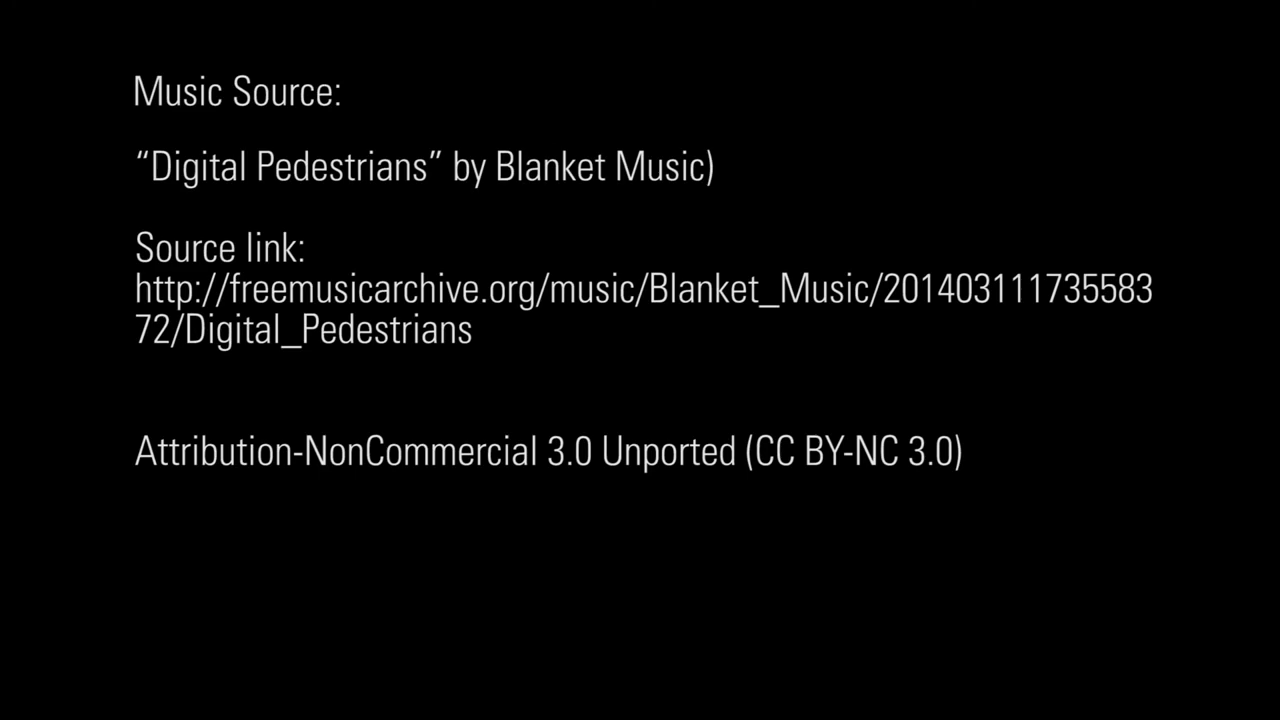 Music Source:
“Digital Pedestrians” by Blanket Music)
Source link:
http://freemusicarchive.org/music/Blanket_Music/201403111735583
72/Digital_Pedestrians
Attribution-NonCommercial 3.0 Unported (CC BY-NC 3.0)